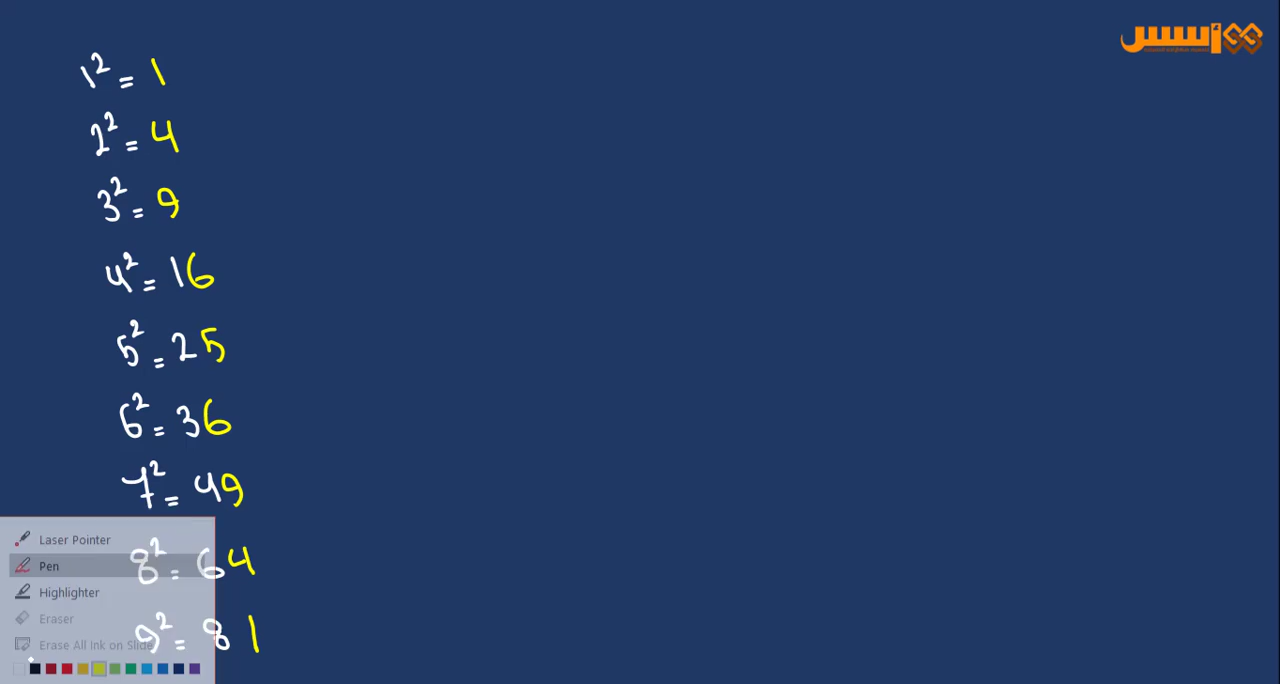 أسس
1² = 1
2² = 4
3² = 9
4² = 16
5² = 25
6² = 36
7² = 49
Laser Pointer
8² = 64
Pen
Highlighter
Eraser
9² = 81
Erase All Ink on Slide